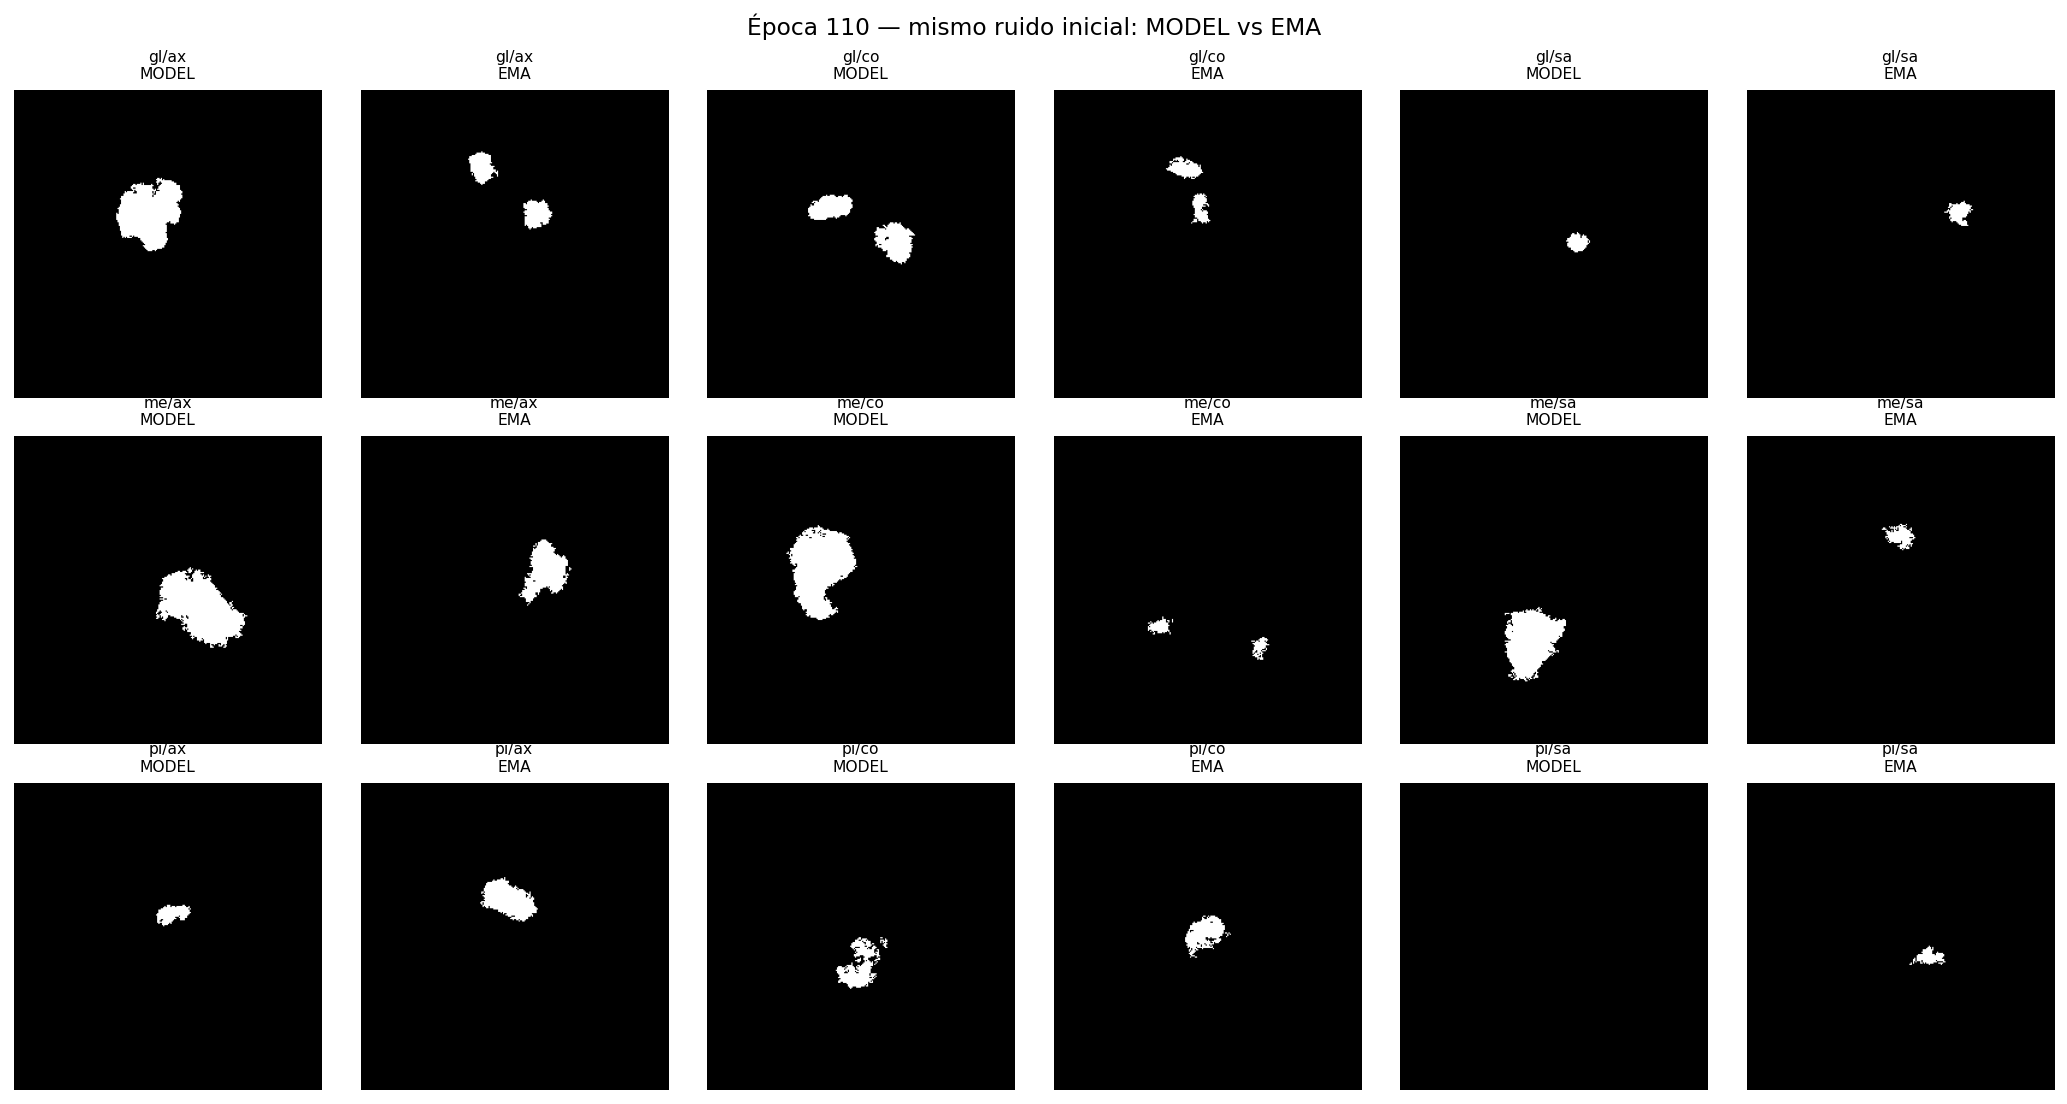 Época 110 — mismo ruido inicial: MODEL vs EMA
gl/ax
MODEL
gl/ax
EMA
gl/co
MODEL
gl/co
EMA
gl/sa
MODEL
gl/sa
EMA
me/ax
MODEL
me/ax
EMA
me/co
MODEL
me/co
EMA
me/sa
MODEL
me/sa
EMA
pi/ax
MODEL
pi/ax
EMA
pi/co
MODEL
pi/co
EMA
pi/sa
MODEL
pi/sa
EMA